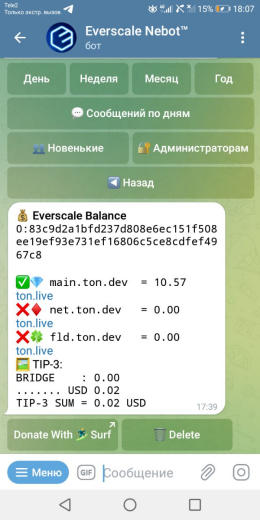 Tele2
Только экстр. вызов
15% 18:07
Everscale Nebot™
бот
День Неделя Месяц Год
Сообщений по дням
Новенькие Администраторам
Назад
Everscale Balance
0:83c9d2a1bfd237d808e6ec151f508
ee19ef93e731ef16806c5ce8cdfef49
67c8
main.ton.dev = 10.57
ton.live
net.ton.dev = 0.00
ton.live
fld.ton.dev = 0.00
ton.live
TIP-3:
BRIDGE : 0.00
....... USD 0.02
TIP-3 SUM = 0.02 USD
17:39
Donate With Surf Delete
Меню GIF Сообщение